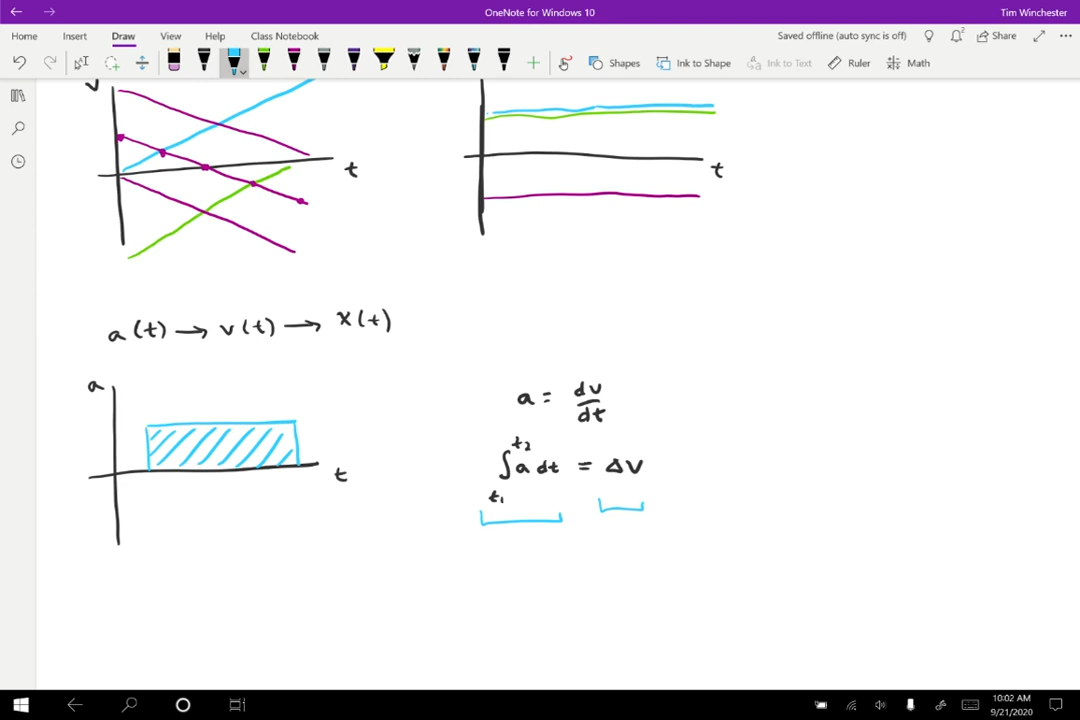 OneNote for Windows 10
Tim Winchester
Home Insert Draw View Help Class Notebook
Saved offline (auto sync is off) Share
Shapes Ink to Shape Ink to Text Ruler Math
v
t
t
a(t) → v(t) → x(t)
a
t
a = dv/dt
∫ₜ₁ᵗ² a dt = Δv
10:02 AM
9/21/2020